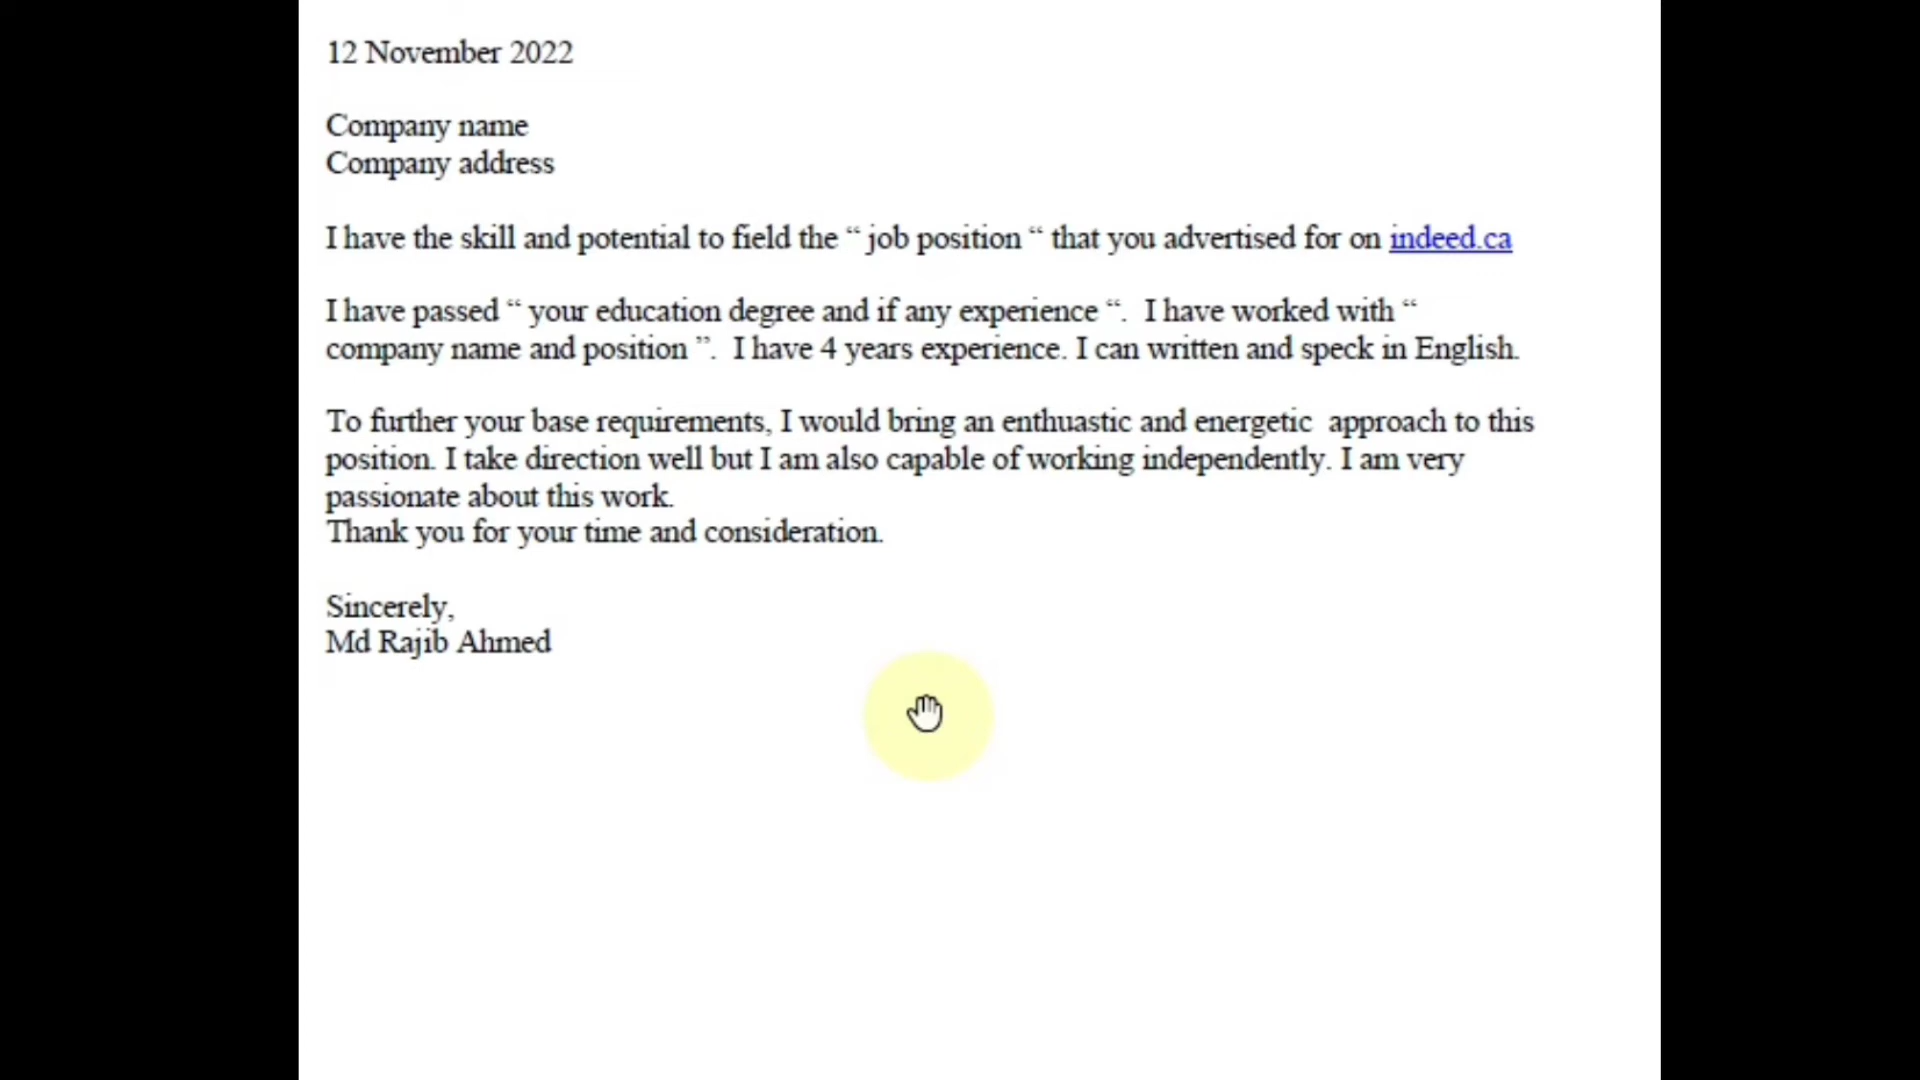 12 November 2022
Company name
Company address
I have the skill and potential to field the “ job position “ that you advertised for on indeed.ca
I have passed “ your education degree and if any experience “.  I have worked with “
company name and position ”.  I have 4 years experience. I can written and speck in English.
To further your base requirements, I would bring an enthuastic and energetic  approach to this
position. I take direction well but I am also capable of working independently. I am very
passionate about this work.
Thank you for your time and consideration.
Sincerely,
Md Rajib Ahmed